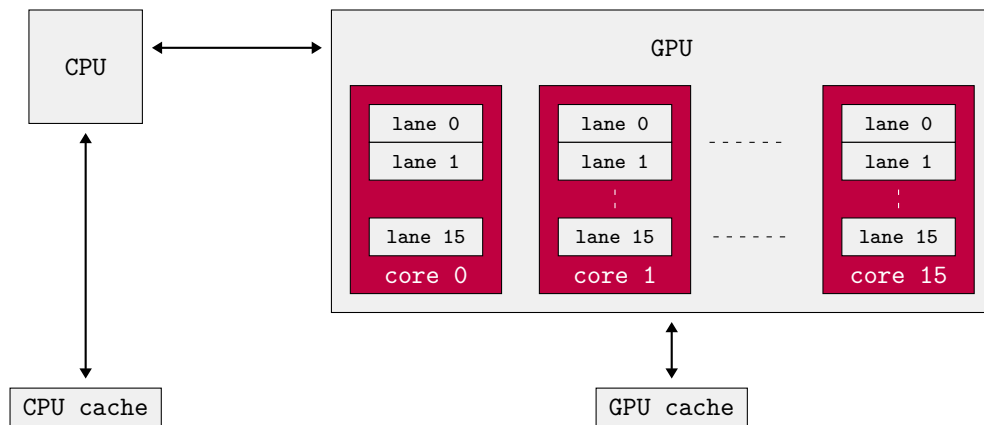 CPU
GPU
lane 0
lane 1
lane 15
core 0
lane 0
lane 1
lane 15
core 1
lane 0
lane 1
lane 15
core 15
CPU cache
GPU cache